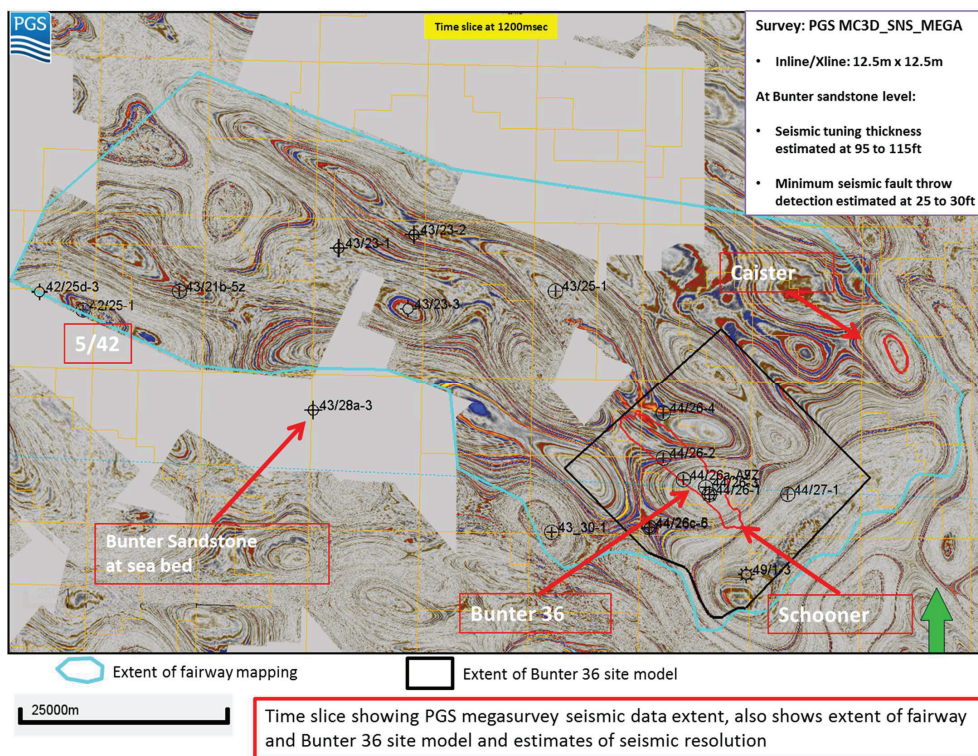 PGS
Time slice at 1200msec
Survey: PGS MC3D_SNS_MEGA
• Inline/Xline: 12.5m x 12.5m
At Bunter sandstone level:
• Seismic tuning thickness
estimated at 95 to 115ft
• Minimum seismic fault throw
detection estimated at 25 to 30ft
43/23-2
43/23-1
Caister
42/25d-3
43/21b-5z
43/25-1
42/25-1
43/23-3
5/42
43/28a-3
44/26-4
44/26-2
44/26-1
44/27-1
Bunter Sandstone
at sea bed
43_30-1
44/26c-6
49/1-3
Bunter 36
Schooner
Extent of fairway mapping
Extent of Bunter 36 site model
25000m
Time slice showing PGS megasurvey seismic data extent, also shows extent of fairway
and Bunter 36 site model and estimates of seismic resolution